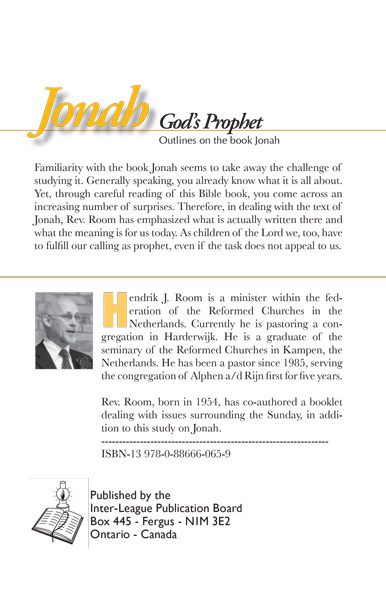 Jonah God's Prophet
Outlines on the book Jonah
Familiarity with the book Jonah seems to take away the challenge of
studying it. Generally speaking, you already know what it is all about.
Yet, through careful reading of this Bible book, you come across an
increasing number of surprises. Therefore, in dealing with the text of
Jonah, Rev. Room has emphasized what is actually written there and
what the meaning is for us today. As children of the Lord we, too, have
to fulfill our calling as prophet, even if the task does not appeal to us.
Hendrik J. Room is a minister within the fed-
eration of the Reformed Churches in the
Netherlands. Currently he is pastoring a con-
gregation in Harderwijk. He is a graduate of the
seminary of the Reformed Churches in Kampen, the
Netherlands. He has been a pastor since 1985, serving
the congregation of Alphen a/d Rijn first for five years.
Rev. Room, born in 1954, has co-authored a booklet
dealing with issues surrounding the Sunday, in addi-
tion to this study on Jonah.
-----------------------------------------------------------------
ISBN-13 978-0-88666-065-9
Published by the
Inter-League Publication Board
Box 445 - Fergus - N1M 3E2
Ontario - Canada